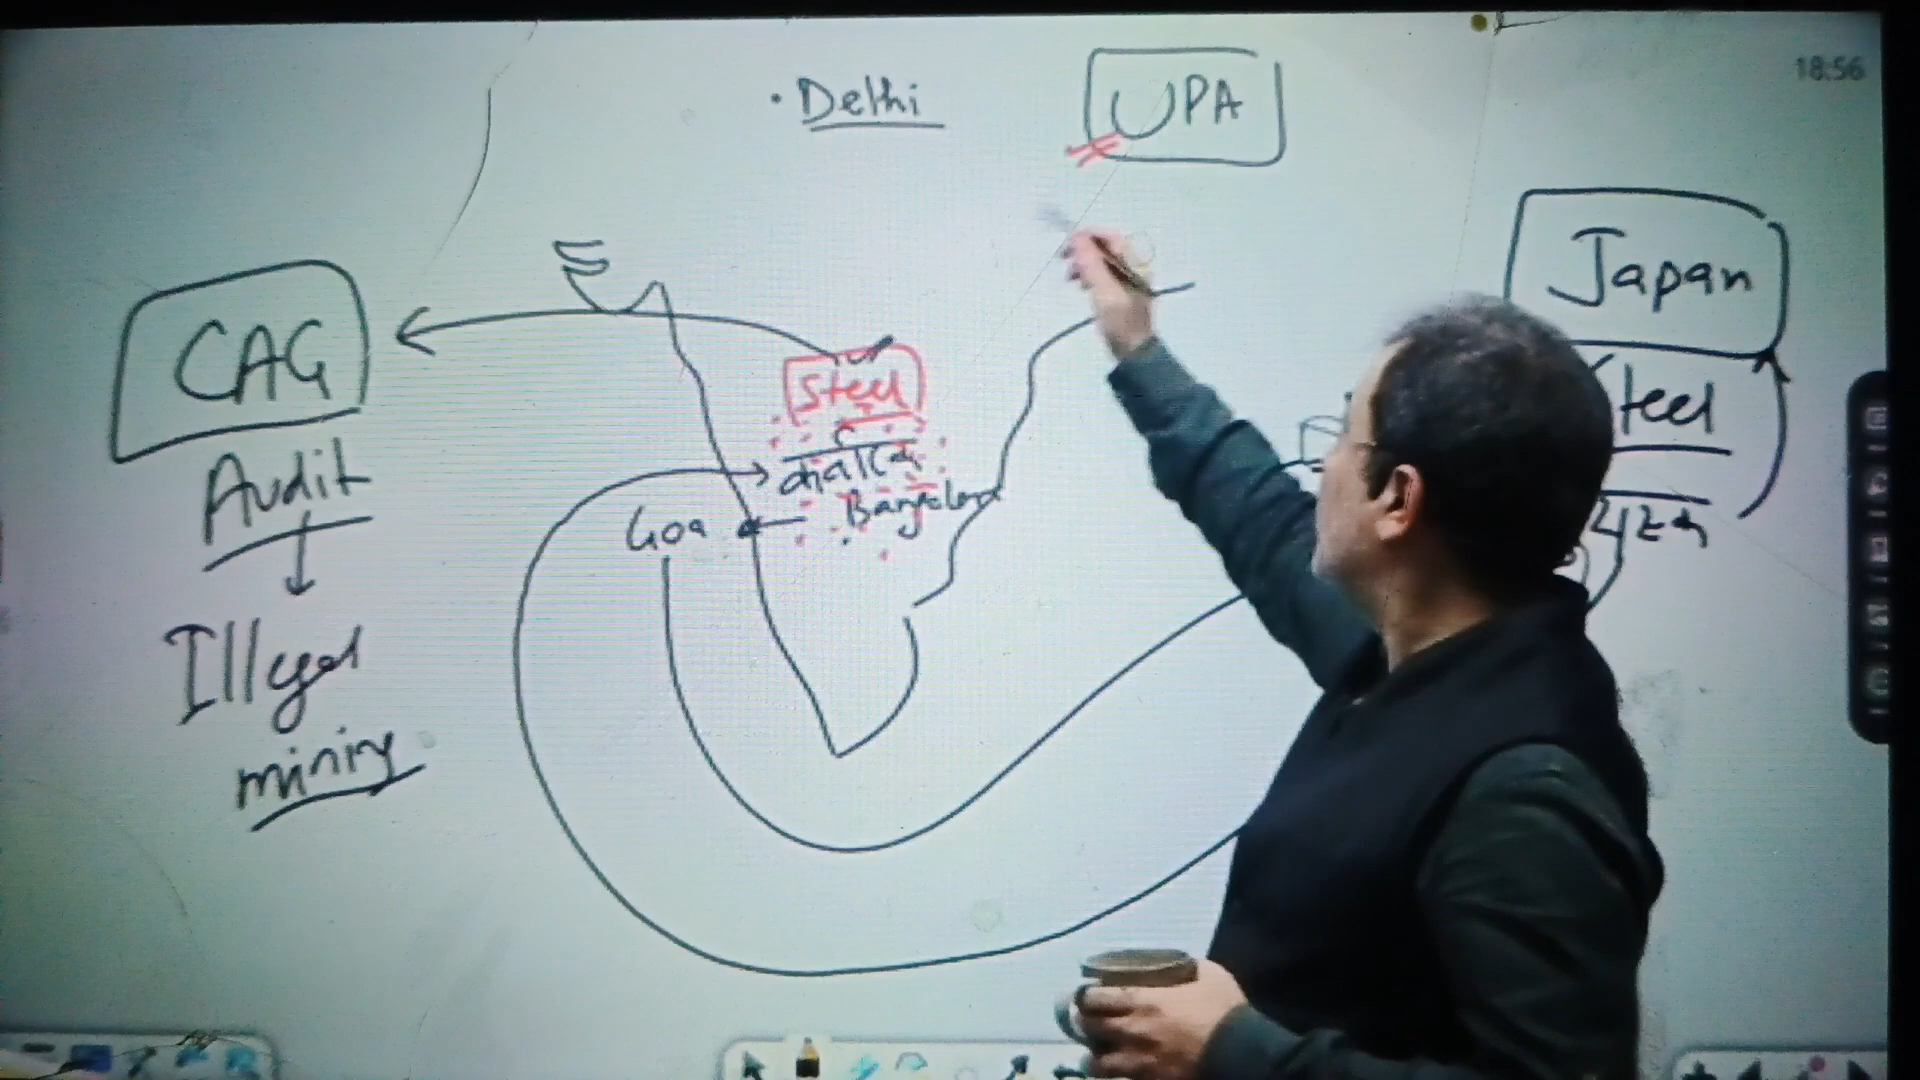 18:56
Delhi
UPA
Japan
CAG
Steel
teel
Audit
Goa
Bangalore
Illegal
mining